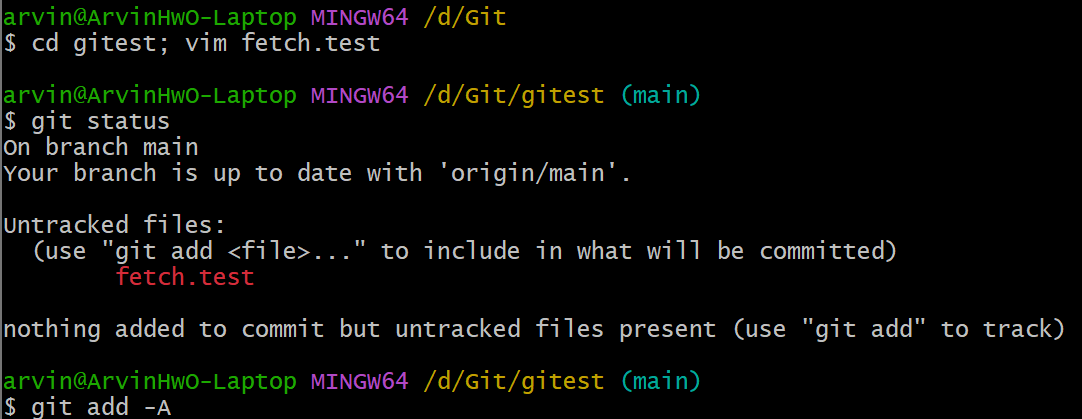 arvin@ArvinHwO-Laptop MINGW64 /d/Git
$ cd gitest; vim fetch.test
arvin@ArvinHwO-Laptop MINGW64 /d/Git/gitest (main)
$ git status
On branch main
Your branch is up to date with 'origin/main'.
Untracked files:
  (use "git add <file>..." to include in what will be committed)
        fetch.test
nothing added to commit but untracked files present (use "git add" to track)
arvin@ArvinHwO-Laptop MINGW64 /d/Git/gitest (main)
$ git add -A